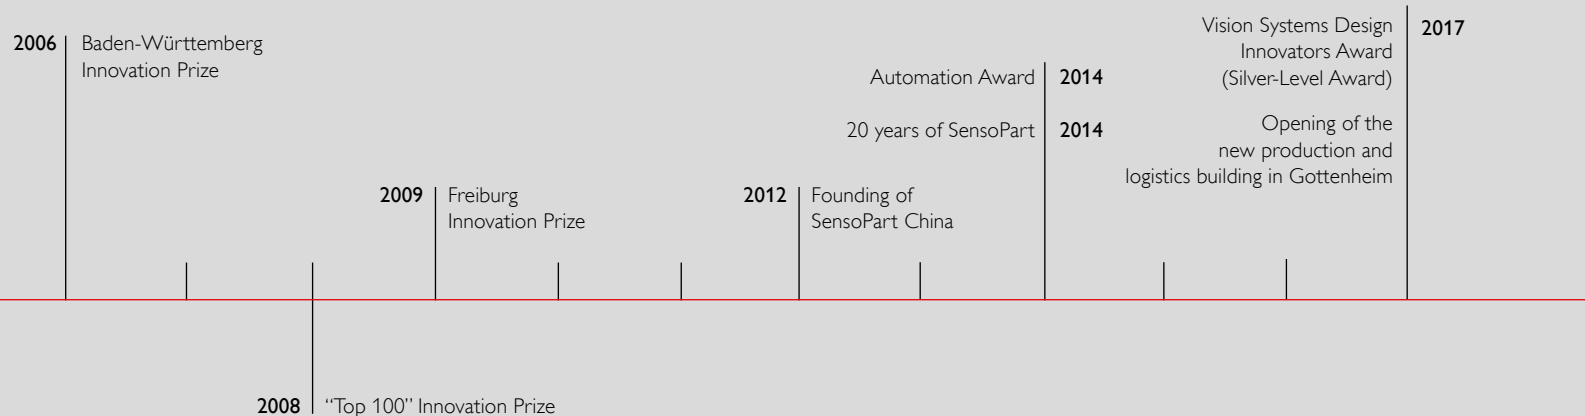 2006 Baden-Württemberg
Innovation Prize
2008 “Top 100” Innovation Prize
2009 Freiburg
Innovation Prize
2012 Founding of
SensoPart China
Automation Award 2014
20 years of SensoPart 2014
Vision Systems Design 2017
Innovators Award
(Silver-Level Award)
Opening of the
new production and
logistics building in Gottenheim